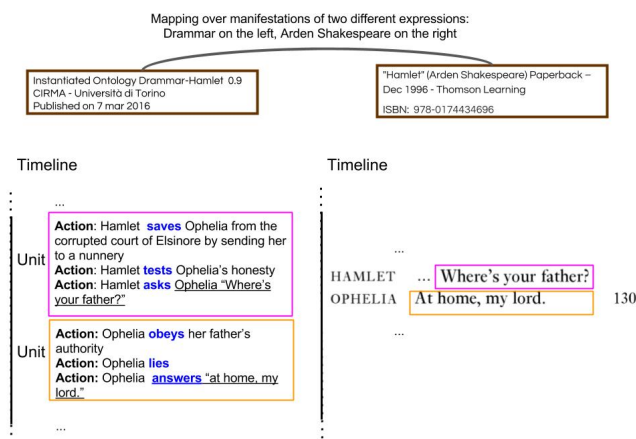 Mapping over manifestations of two different expressions:
Drammar on the left, Arden Shakespeare on the right
Instantiated Ontology Drammar-Hamlet 0.9
CIRMA - Università di Torino
Published on 7 mar 2016
"Hamlet" (Arden Shakespeare) Paperback –
Dec 1996 - Thomson Learning
ISBN: 978-0174434696
Timeline
...
Unit
Action: Hamlet saves Ophelia from the
corrupted court of Elsinore by sending her
to a nunnery
Action: Hamlet tests Ophelia's honesty
Action: Hamlet asks Ophelia “Where's
your father?”
Unit
Action: Ophelia obeys her father's
authority
Action: Ophelia lies
Action: Ophelia answers “at home, my
lord.”
...
Timeline
...
HAMLET ... Where's your father?
OPHELIA At home, my lord. 130
...